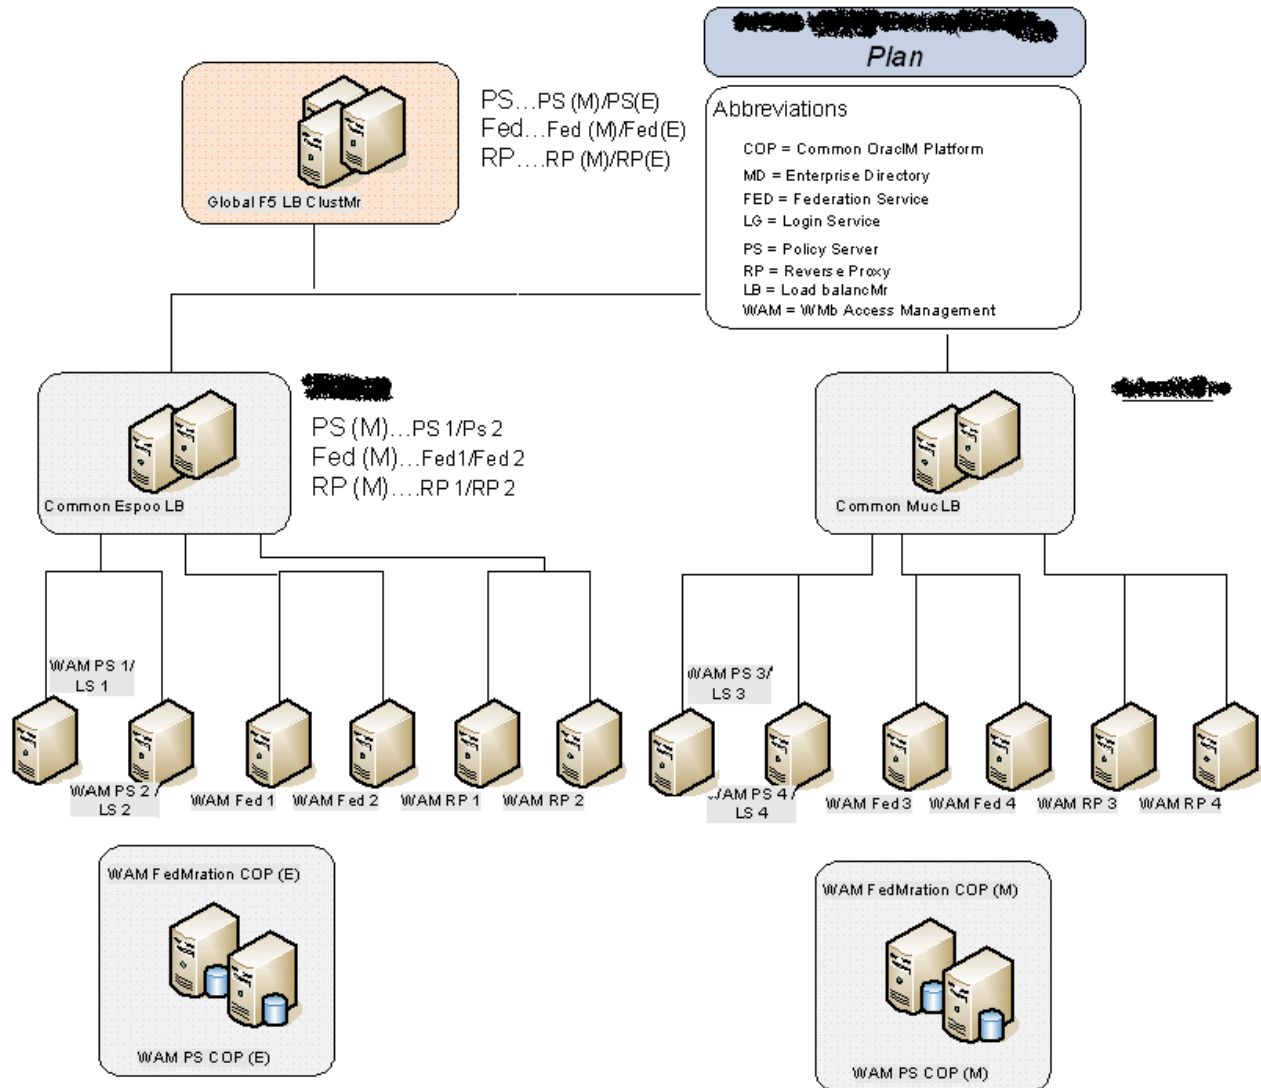 Plan
PS...PS (M)/PS(E)
Fed...Fed (M)/Fed(E)
RP....RP (M)/RP(E)
Global F5 LB ClustMr
Abbreviations
COP = Common OraclM Platform
MD = Enterprise Directory
FED = Federation Service
LG = Login Service
PS = Policy Server
RP = Reverse Proxy
LB = Load balancMr
WAM = WMb Access Management
PS (M)...PS 1/Ps 2
Fed (M)...Fed1/Fed 2
RP (M)....RP 1/RP 2
Common Espoo LB
Common Muc LB
WAM PS 1/
LS 1
WAM PS 2 /
LS 2
WAM Fed 1
WAM Fed 2
WAM RP 1
WAM RP 2
WAM PS 3/
LS 3
WAM PS 4 /
LS 4
WAM Fed 3
WAM Fed 4
WAM RP 3
WAM RP 4
WAM FedMration COP (E)
WAM PS COP (E)
WAM FedMration COP (M)
WAM PS COP (M)